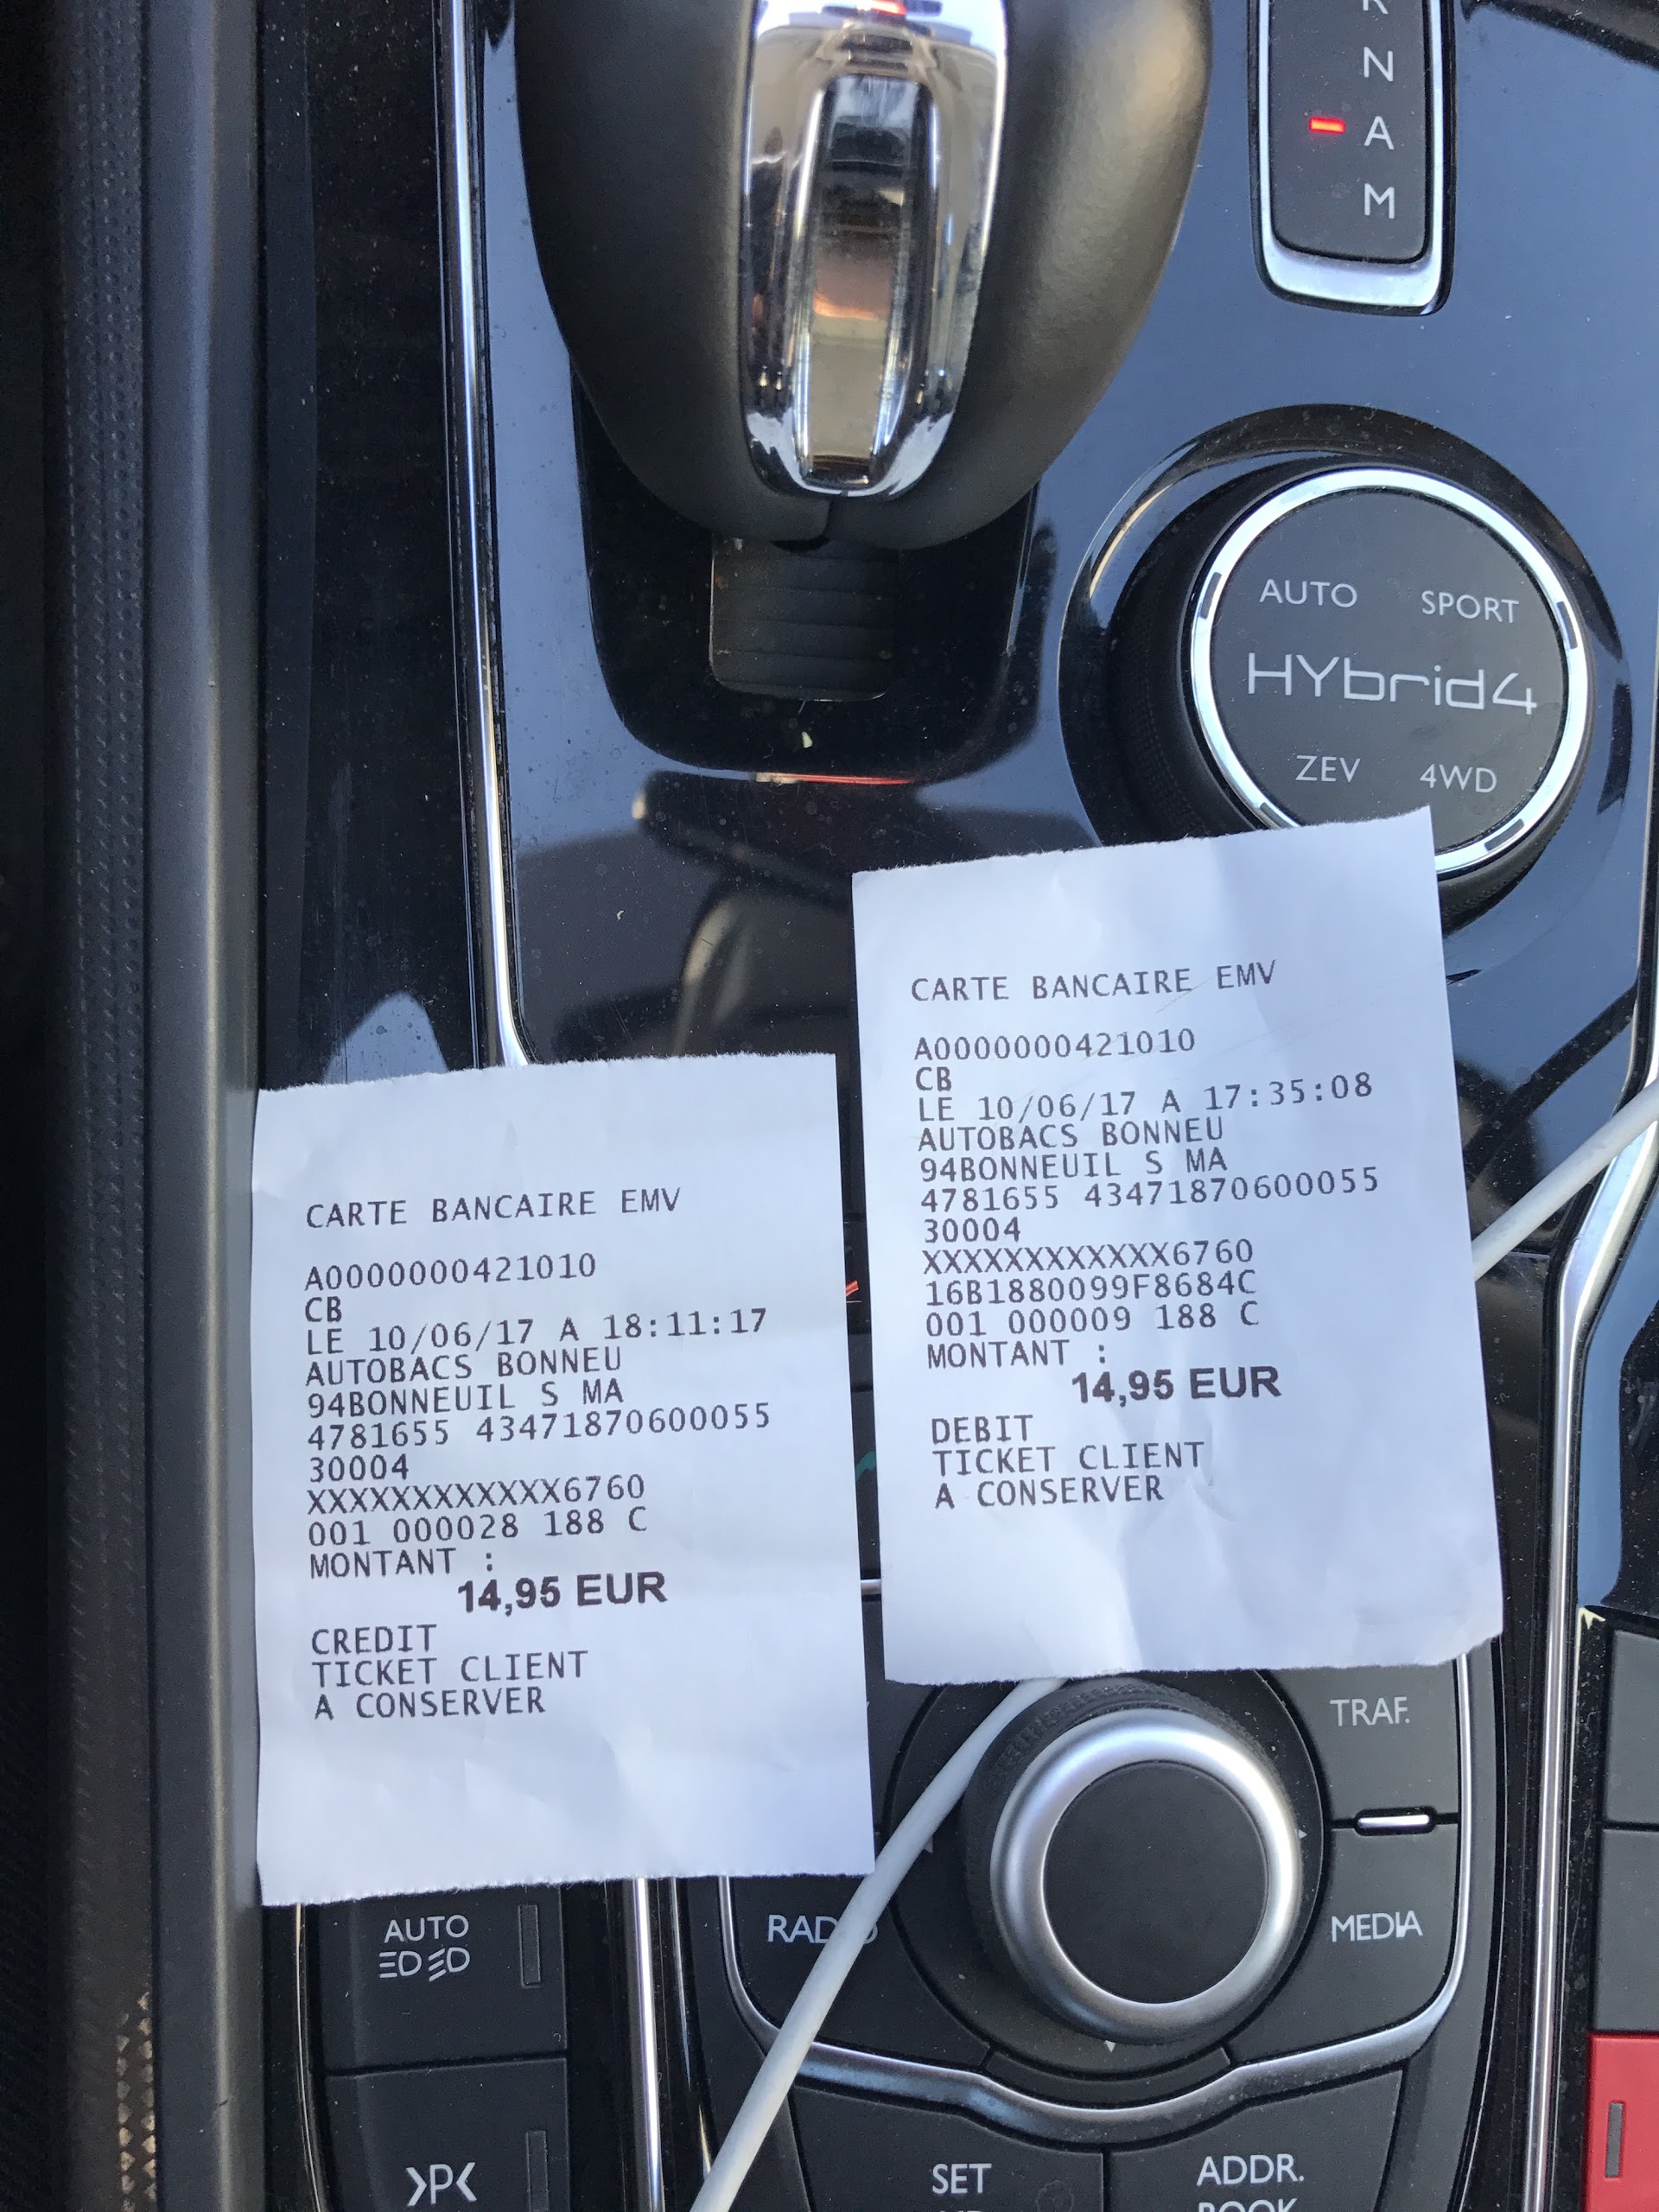 R
N
A
M
AUTO SPORT
HYbrid4
ZEV 4WD
CARTE BANCAIRE EMV
A0000000421010
CB
LE 10/06/17 A 17:35:08
AUTOBACS BONNEU
94BONNEUIL S MA
4781655 43471870600055
30004
XXXXXXXXXXXX6760
16B1880099F8684C
001 000009 188 C
MONTANT :
14,95 EUR
DEBIT
TICKET CLIENT
A CONSERVER
CARTE BANCAIRE EMV
A0000000421010
CB
LE 10/06/17 A 18:11:17
AUTOBACS BONNEU
94BONNEUIL S MA
4781655 43471870600055
30004
XXXXXXXXXXXX6760
001 000028 188 C
MONTANT :
14,95 EUR
CREDIT
TICKET CLIENT
A CONSERVER
TRAF.
RADIO
MEDIA
AUTO
>P<
SET
ADDR.
BOOK